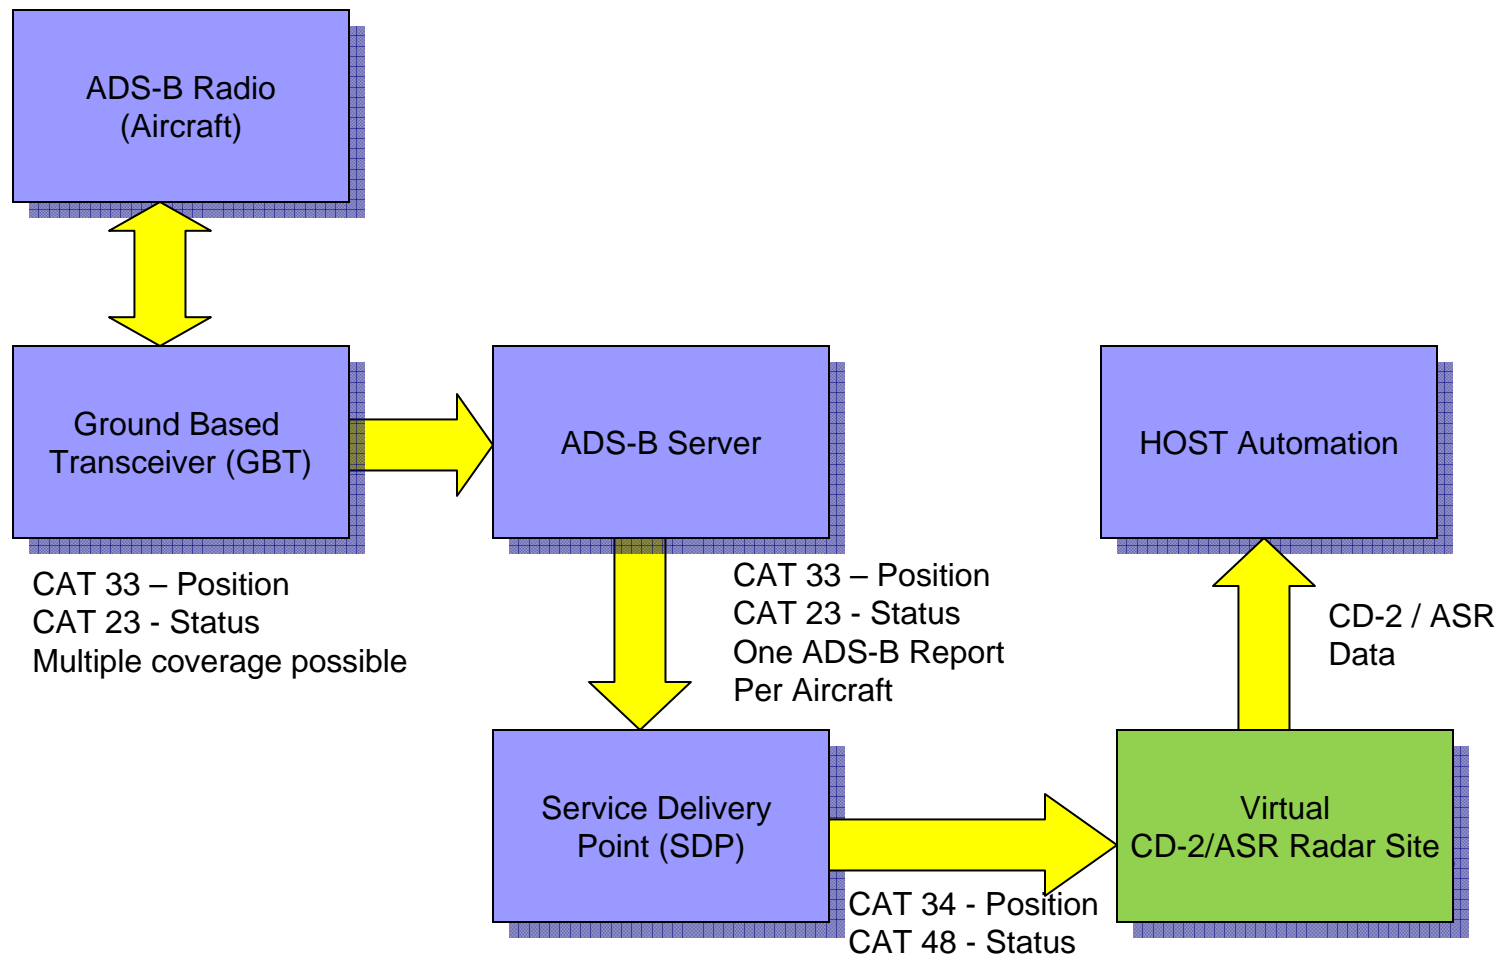 ADS-B Radio
(Aircraft)
Ground Based
Transceiver (GBT)
ADS-B Server
HOST Automation
CAT 33 – Position
CAT 23 - Status
Multiple coverage possible
CAT 33 – Position
CAT 23 - Status
One ADS-B Report
Per Aircraft
CD-2 / ASR
Data
Service Delivery
Point (SDP)
Virtual
CD-2/ASR Radar Site
CAT 34 - Position
CAT 48 - Status